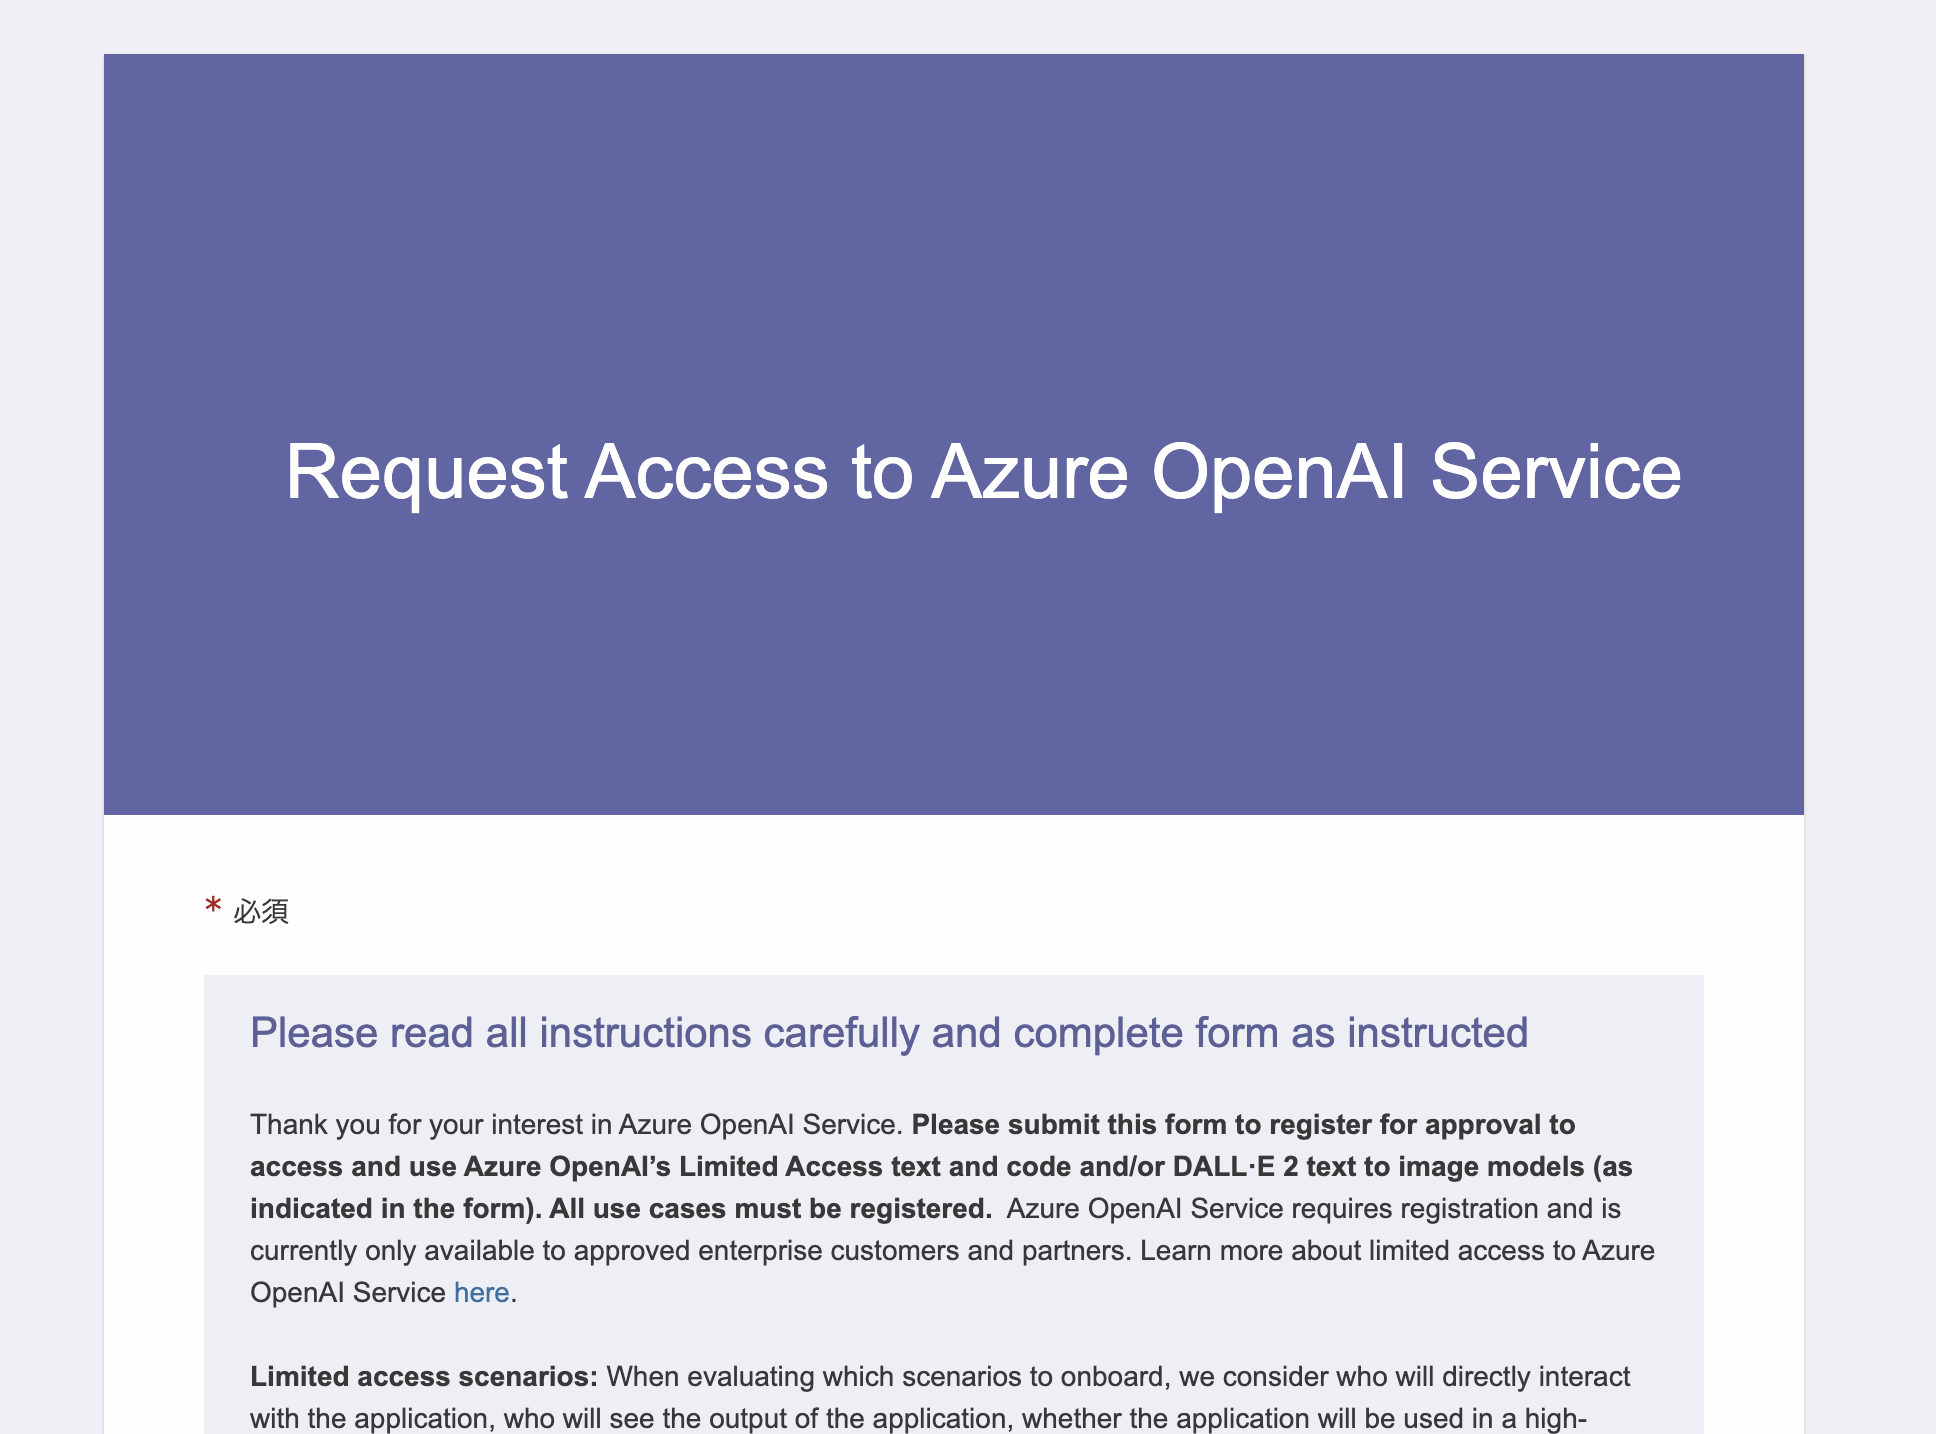 Request Access to Azure OpenAI Service
* 必須
Please read all instructions carefully and complete form as instructed
Thank you for your interest in Azure OpenAI Service. Please submit this form to register for approval to
access and use Azure OpenAI’s Limited Access text and code and/or DALL·E 2 text to image models (as
indicated in the form). All use cases must be registered.  Azure OpenAI Service requires registration and is
currently only available to approved enterprise customers and partners. Learn more about limited access to Azure
OpenAI Service here.
Limited access scenarios: When evaluating which scenarios to onboard, we consider who will directly interact
with the application, who will see the output of the application, whether the application will be used in a high-